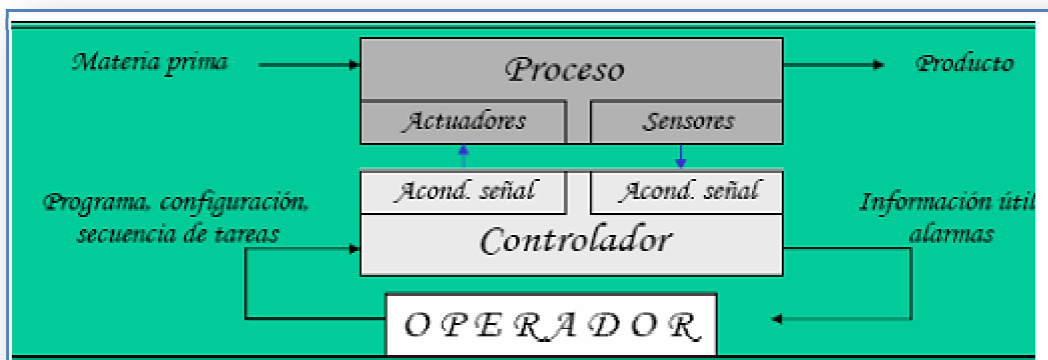 Materia prima
Proceso
Producto
Actuadores
Sensores
Acond. señal
Acond. señal
Programa, configuración,
secuencia de tareas
Información útil
alarmas
Controlador
OPERADOR